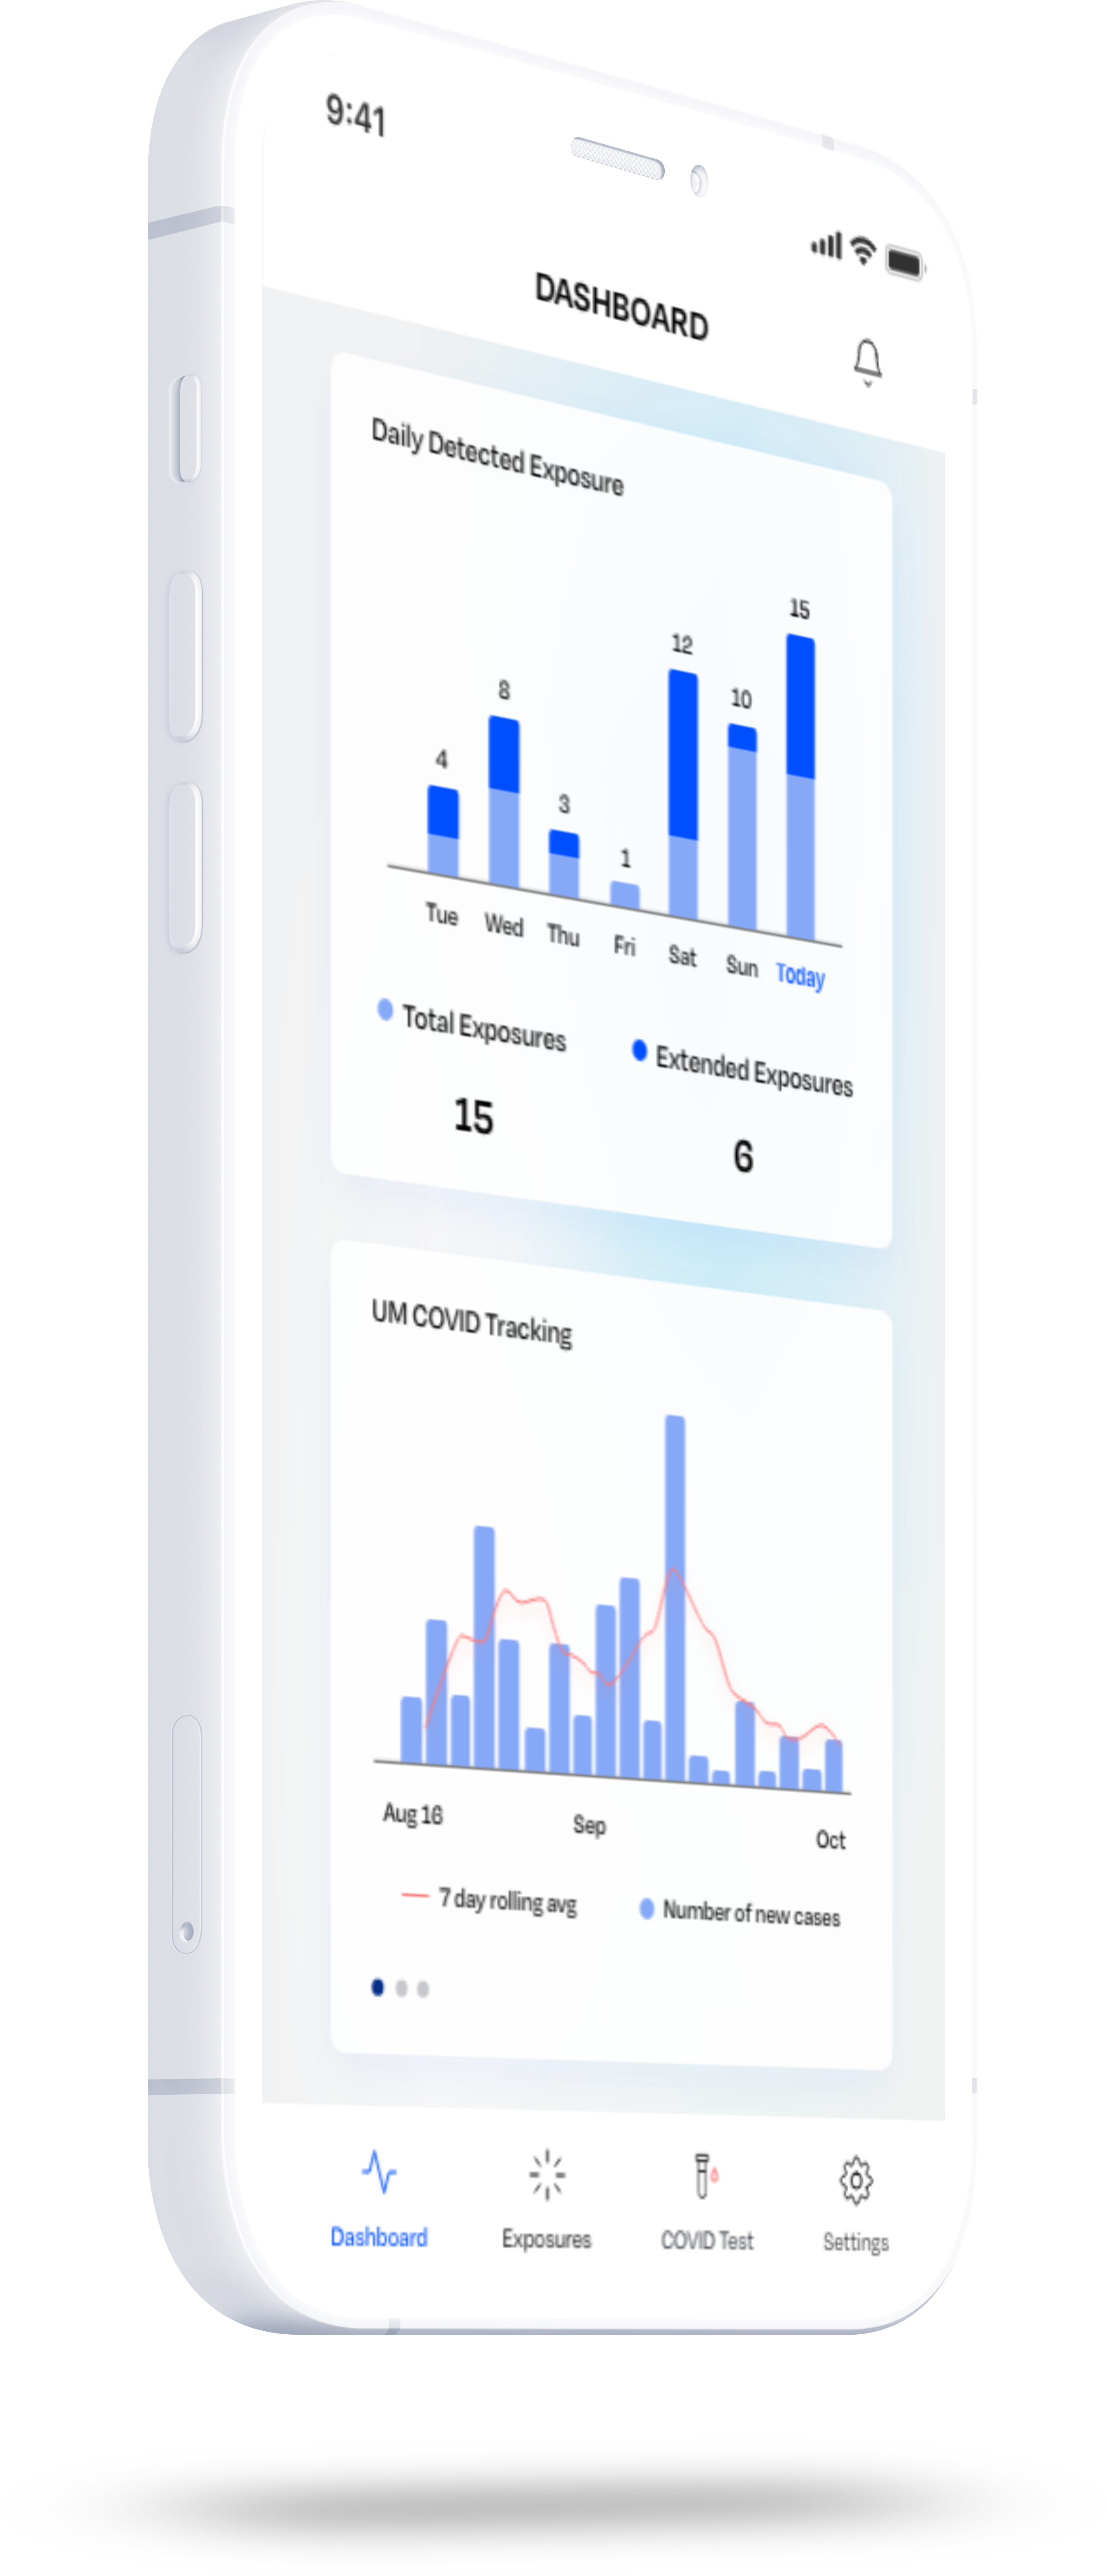 9:41
DASHBOARD
Daily Detected Exposure
4 8 3 1 12 10 15
Tue Wed Thu Fri Sat Sun Today
Total Exposures Extended Exposures
15 6
UM COVID Tracking
Aug 16 Sep Oct
7 day rolling avg Number of new cases
Dashboard Exposures COVID Test Settings